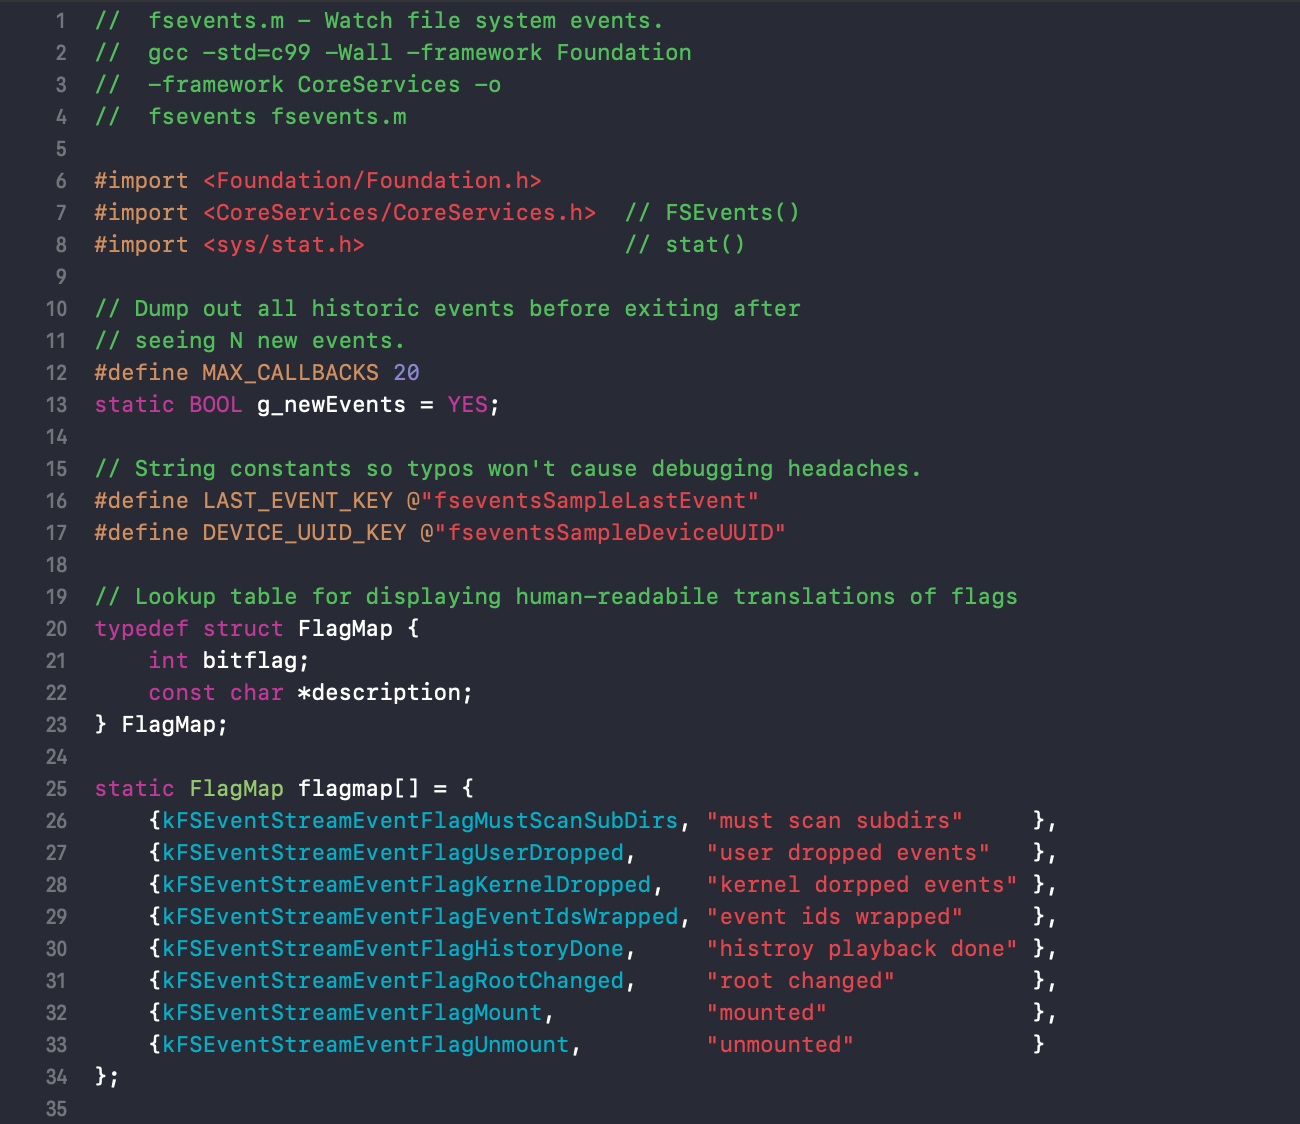 1 //  fsevents.m - Watch file system events.
2 //  gcc -std=c99 -Wall -framework Foundation
3 //  -framework CoreServices -o
4 //  fsevents fsevents.m
5
6 #import <Foundation/Foundation.h>
7 #import <CoreServices/CoreServices.h>  // FSEvents()
8 #import <sys/stat.h>                   // stat()
9
10 // Dump out all historic events before exiting after
11 // seeing N new events.
12 #define MAX_CALLBACKS 20
13 static BOOL g_newEvents = YES;
14
15 // String constants so typos won't cause debugging headaches.
16 #define LAST_EVENT_KEY @"fseventsSampleLastEvent"
17 #define DEVICE_UUID_KEY @"fseventsSampleDeviceUUID"
18
19 // Lookup table for displaying human-readabile translations of flags
20 typedef struct FlagMap {
21     int bitflag;
22     const char *description;
23 } FlagMap;
24
25 static FlagMap flagmap[] = {
26     {kFSEventStreamEventFlagMustScanSubDirs, "must scan subdirs"     },
27     {kFSEventStreamEventFlagUserDropped,     "user dropped events"   },
28     {kFSEventStreamEventFlagKernelDropped,   "kernel dorpped events" },
29     {kFSEventStreamEventFlagEventIdsWrapped, "event ids wrapped"     },
30     {kFSEventStreamEventFlagHistoryDone,     "histroy playback done" },
31     {kFSEventStreamEventFlagRootChanged,     "root changed"          },
32     {kFSEventStreamEventFlagMount,           "mounted"               },
33     {kFSEventStreamEventFlagUnmount,         "unmounted"             }
34 };
35